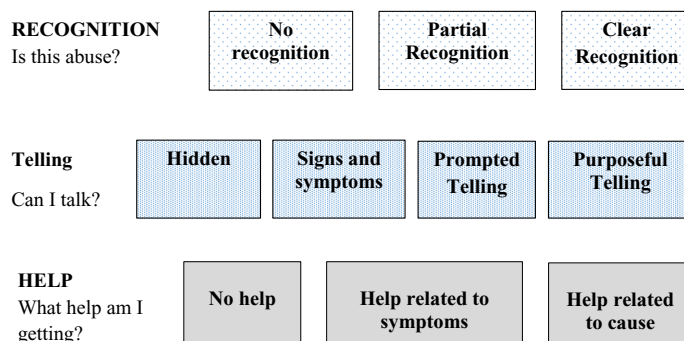 RECOGNITION
Is this abuse?
No
recognition
Partial
Recognition
Clear
Recognition
Telling
Can I talk?
Hidden
Signs and
symptoms
Prompted
Telling
Purposeful
Telling
HELP
What help am I
getting?
No help
Help related to
symptoms
Help related
to cause